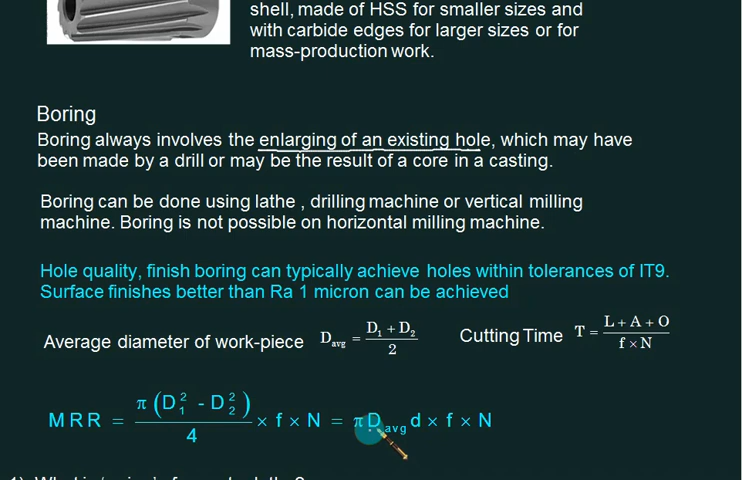 shell, made of HSS for smaller sizes and
with carbide edges for larger sizes or for
mass-production work.
Boring
Boring always involves the enlarging of an existing hole, which may have
been made by a drill or may be the result of a core in a casting.
Boring can be done using lathe , drilling machine or vertical milling
machine. Boring is not possible on horizontal milling machine.
Hole quality, finish boring can typically achieve holes within tolerances of IT9.
Surface finishes better than Ra 1 micron can be achieved
Average diameter of work-piece D_avg = (D₁ + D₂) / 2 Cutting Time T = (L + A + O) / (f × N)
MRR = π (D₁² - D₂²) / 4 × f × N = π D_avg d × f × N